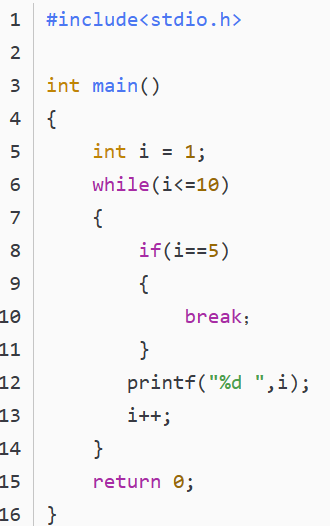 1 #include<stdio.h>
2
3 int main()
4 {
5     int i = 1;
6     while(i<=10)
7     {
8         if(i==5)
9         {
10             break；
11         }
12        printf("%d ",i);
13        i++;
14     }
15     return 0;
16 }